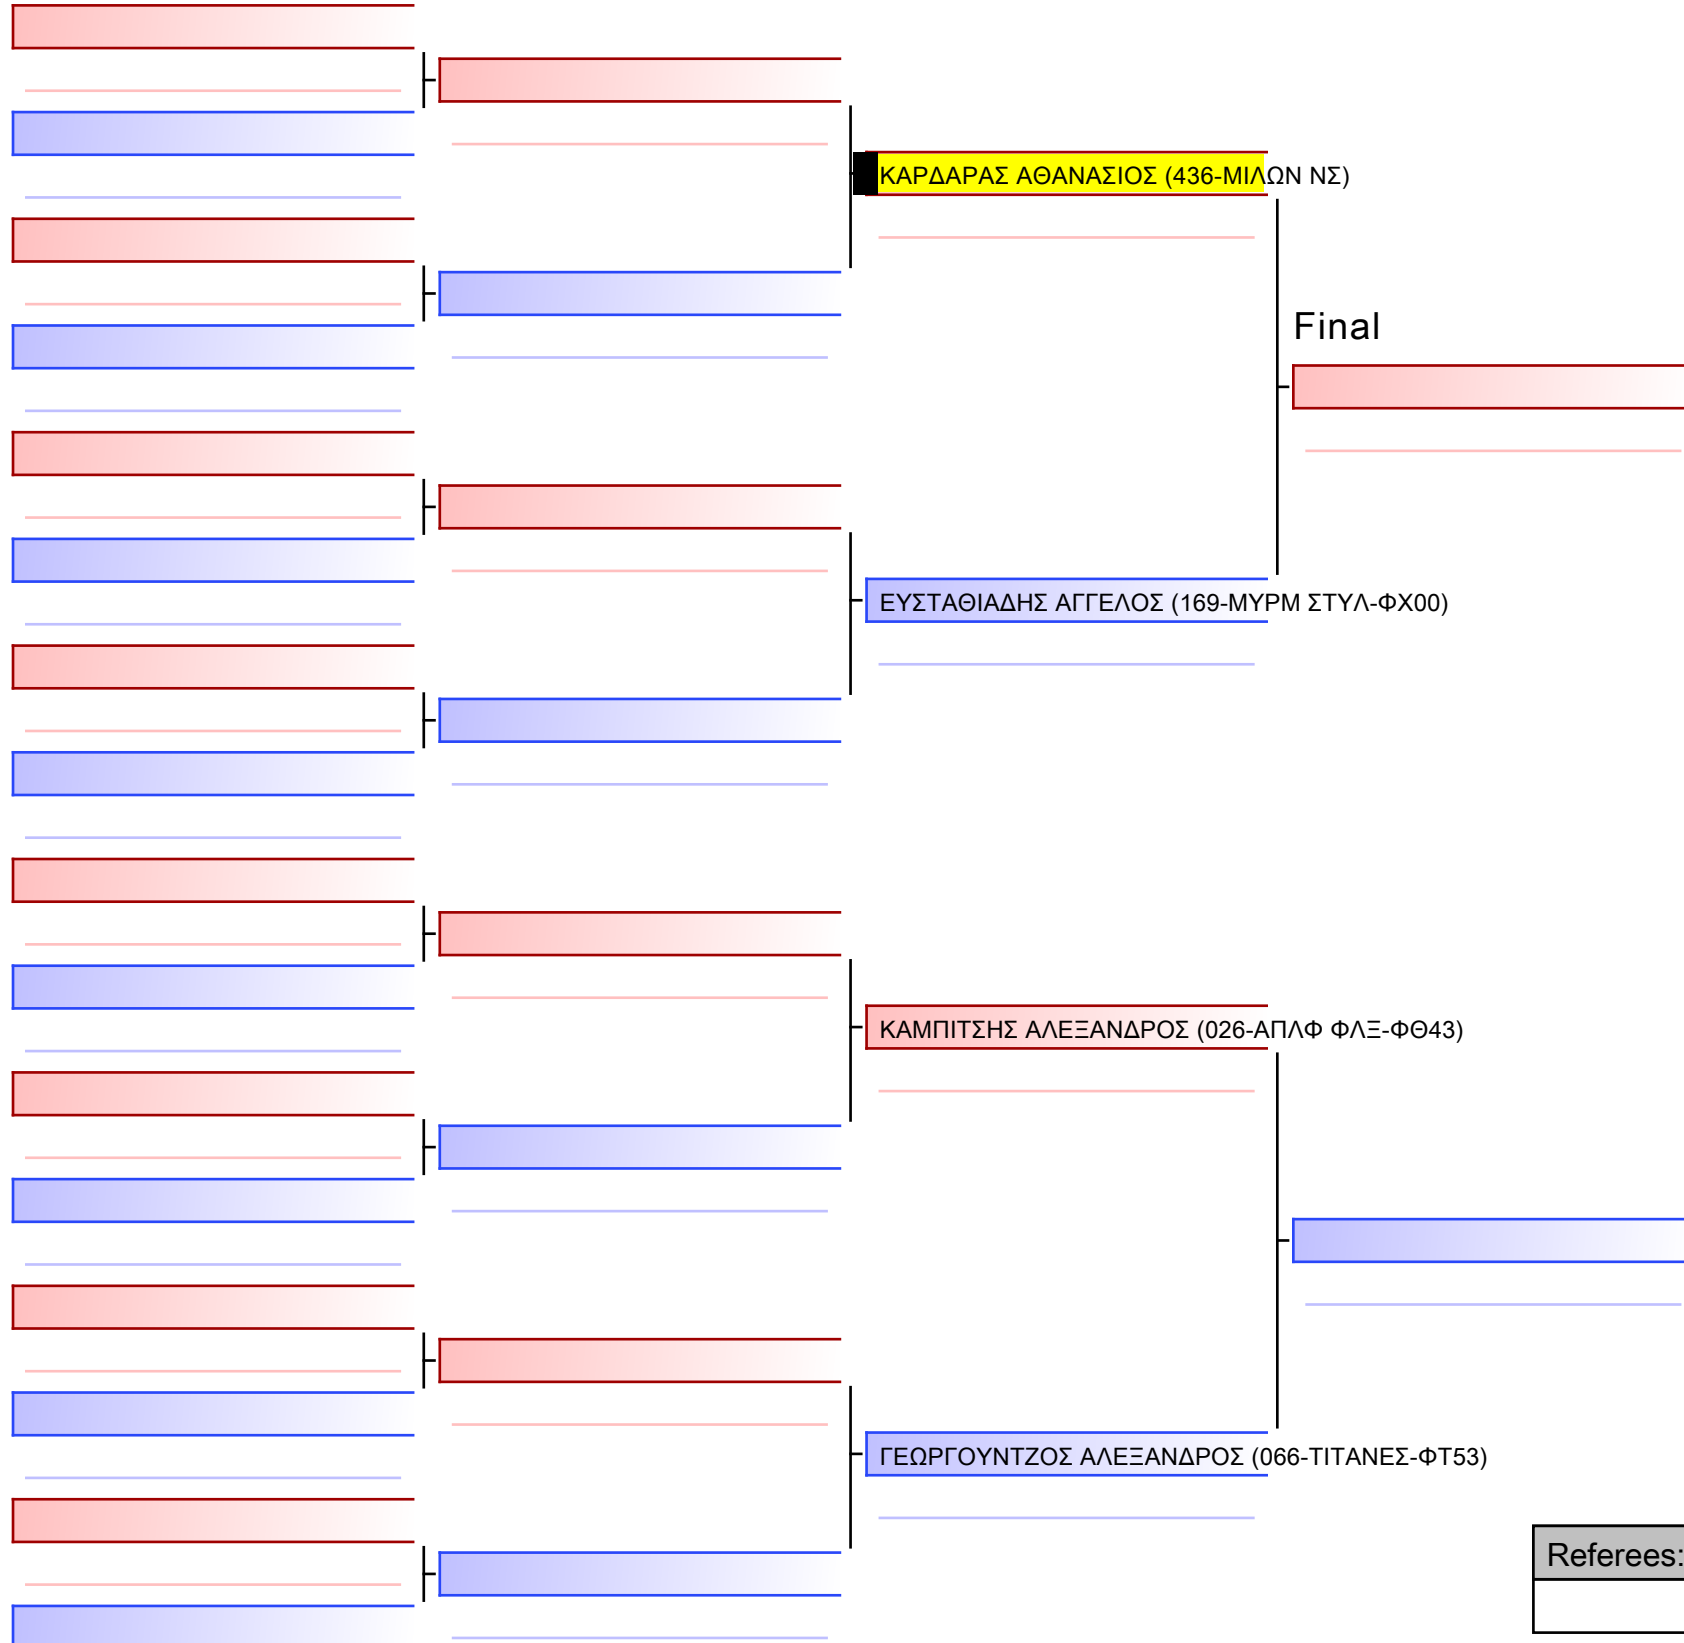 ΚΑΡΔΑΡΑΣ ΑΘΑΝΑΣΙΟΣ (436-ΜΙΛΩΝ ΝΣ)
Final
ΕΥΣΤΑΘΙΑΔΗΣ ΑΓΓΕΛΟΣ (169-ΜΥΡΜ ΣΤΥΛ-ΦΧ00)
ΚΑΜΠΙΤΣΗΣ ΑΛΕΞΑΝΔΡΟΣ (026-ΑΠΛΦ ΦΛΞ-ΦΘ43)
ΓΕΩΡΓΟΥΝΤΖΟΣ ΑΛΕΞΑΝΔΡΟΣ (066-ΤΙΤΑΝΕΣ-ΦΤ53)
Referees: